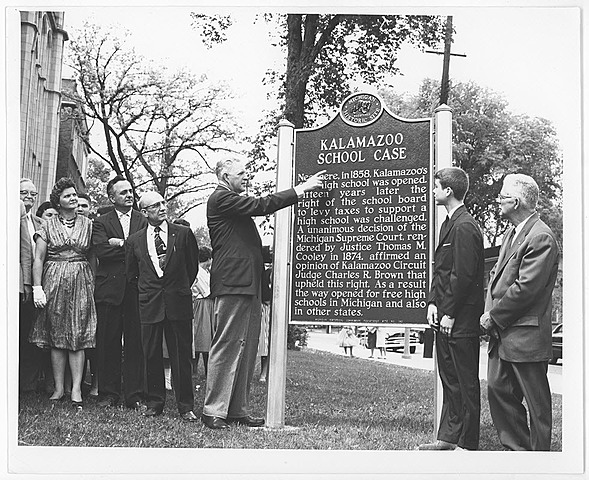 KALAMAZOO
SCHOOL CASE
Near here, in 1858, Kalamazoo's
high school was opened.
Fifteen years later the
right of the school board
to levy taxes to support a
high school was challenged.
A unanimous decision of the
Michigan Supreme Court, ren-
dered by Justice Thomas M.
Cooley in 1874, affirmed an
opinion of Kalamazoo Circuit
Judge Charles R. Brown that
upheld this right. As a result
the way opened for free high
schools in Michigan and also
in other states.